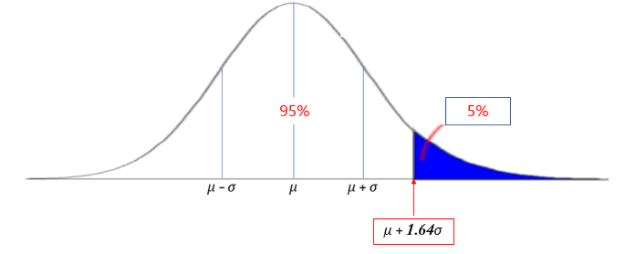 95%
5%
μ – σ
μ
μ + σ
μ + 1.64σ